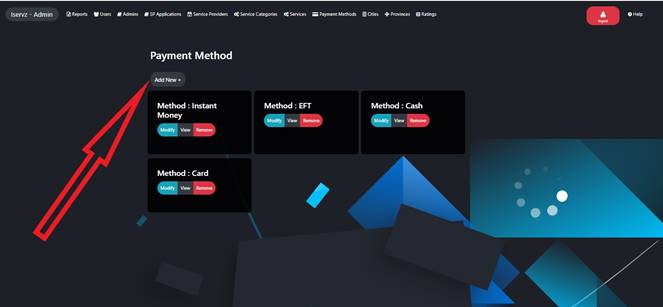 Iservz - Admin Reports Users Admins SP Applications Service Providers Service Categories Services Payment Methods Cities Provinces Ratings Help
Payment Method
Add New +
Method : Instant Money
Modify View Remove
Method : EFT
Modify View Remove
Method : Cash
Modify View Remove
Method : Card
Modify View Remove